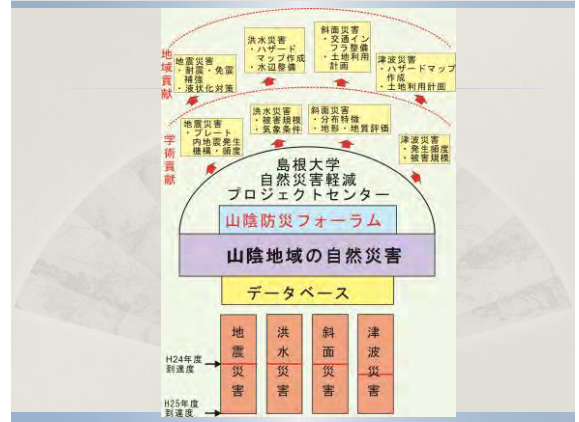 地域貢献
地震災害
・耐震・免震
補強
・液状化対策
洪水災害
・ハザード
マップ作成
・水辺整備
斜面災害
・交通イン
フラ整備
・土地利用
計画
津波災害
・ハザードマップ
作成
・土地利用計画
学術貢献
地震災害
・プレート
内地震発生
機構・頻度
洪水災害
・被害規模
・気象条件
斜面災害
・分布特徴
・地形・地質評価
津波災害
・発生頻度
・被害規模
島根大学
自然災害軽減
プロジェクトセンター
山陰防災フォーラム
山陰地域の自然災害
データベース
地震災害
洪水災害
斜面災害
津波災害
H24年度
到達度
H25年度
到達度